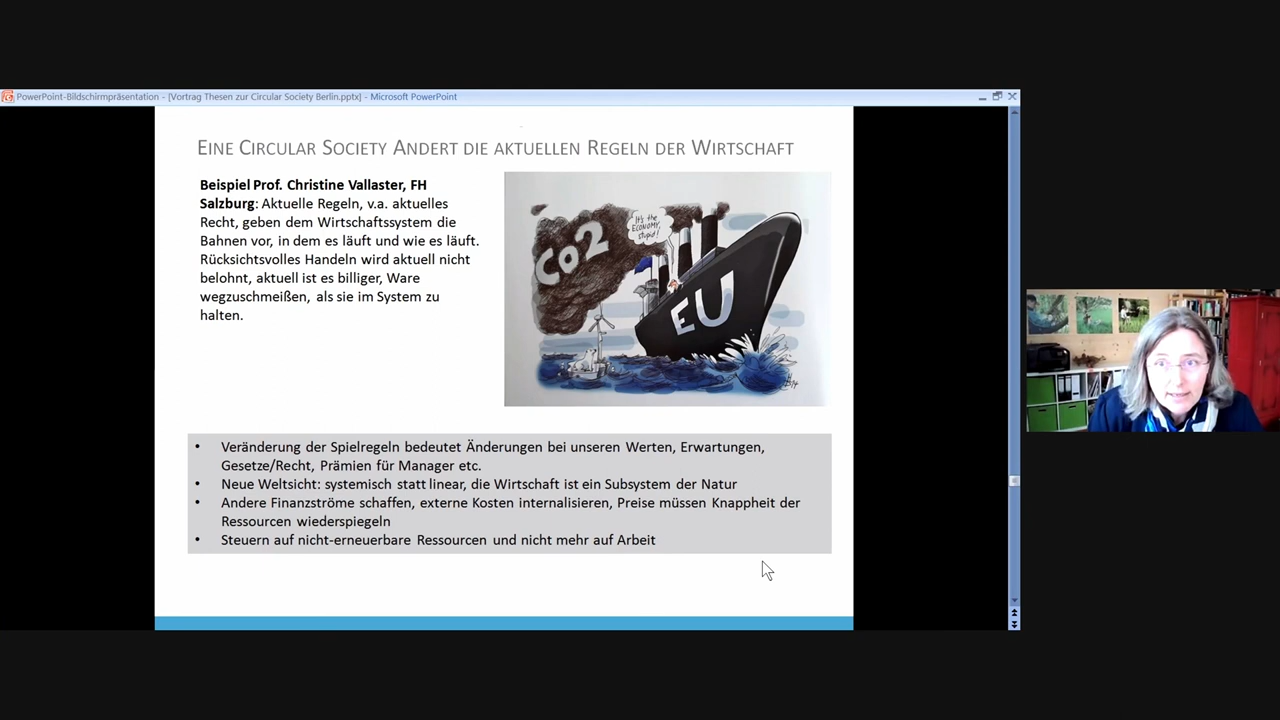 PowerPoint-Bildschirmpräsentation - [Vortrag Thesen zur Circular Society Berlin.pptx] - Microsoft PowerPoint
EINE CIRCULAR SOCIETY ANDERT DIE AKTUELLEN REGELN DER WIRTSCHAFT
Beispiel Prof. Christine Vallaster, FH
Salzburg: Aktuelle Regeln, v.a. aktuelles
Recht, geben dem Wirtschaftssystem die
Bahnen vor, in dem es läuft und wie es läuft.
Rücksichtsvolles Handeln wird aktuell nicht
belohnt, aktuell ist es billiger, Ware
wegzuschmeißen, als sie im System zu
halten.
It's the
ECONOMY,
stupid!
Co2
EU
• Veränderung der Spielregeln bedeutet Änderungen bei unseren Werten, Erwartungen,
Gesetze/Recht, Prämien für Manager etc.
• Neue Weltsicht: systemisch statt linear, die Wirtschaft ist ein Subsystem der Natur
• Andere Finanzströme schaffen, externe Kosten internalisieren, Preise müssen Knappheit der
Ressourcen wiederspiegeln
• Steuern auf nicht-erneuerbare Ressourcen und nicht mehr auf Arbeit